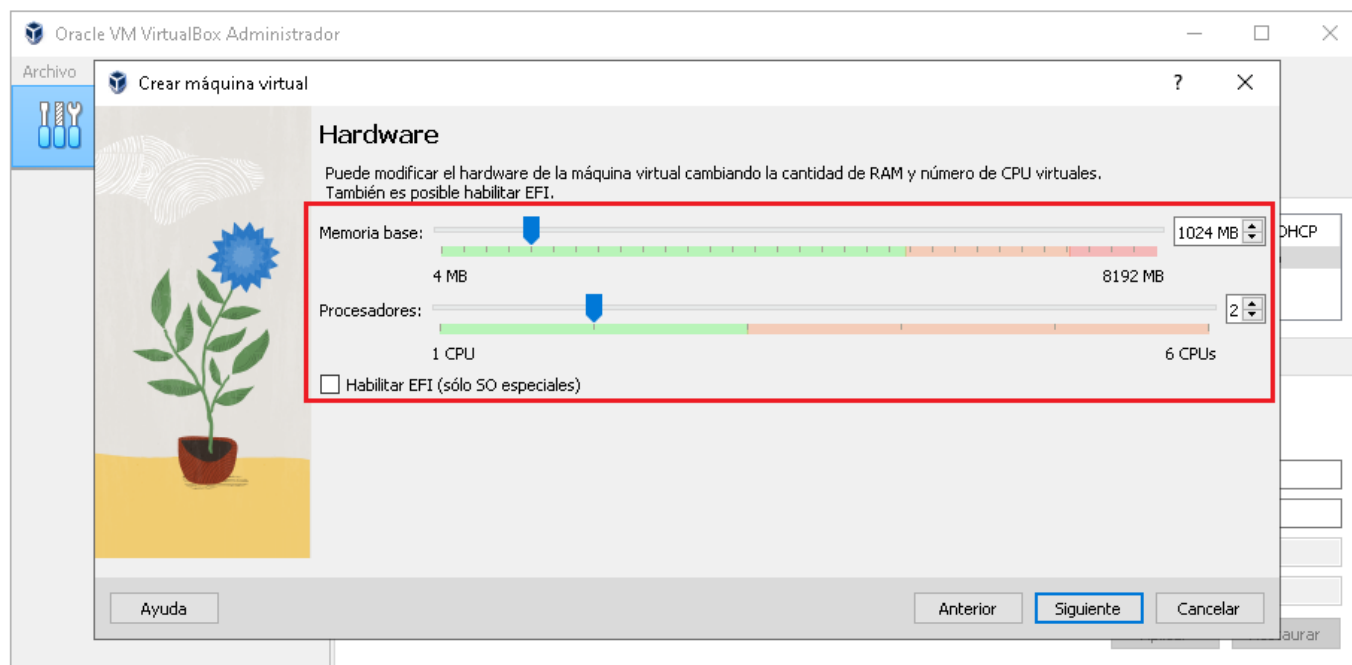 Oracle VM VirtualBox Administrador
Archivo
Crear máquina virtual
?
Hardware
Puede modificar el hardware de la máquina virtual cambiando la cantidad de RAM y número de CPU virtuales.
También es posible habilitar EFI.
Memoria base:
1024 MB
DHCP
4 MB
8192 MB
Procesadores:
2
1 CPU
6 CPUs
Habilitar EFI (sólo SO especiales)
Ayuda
Anterior
Siguiente
Cancelar